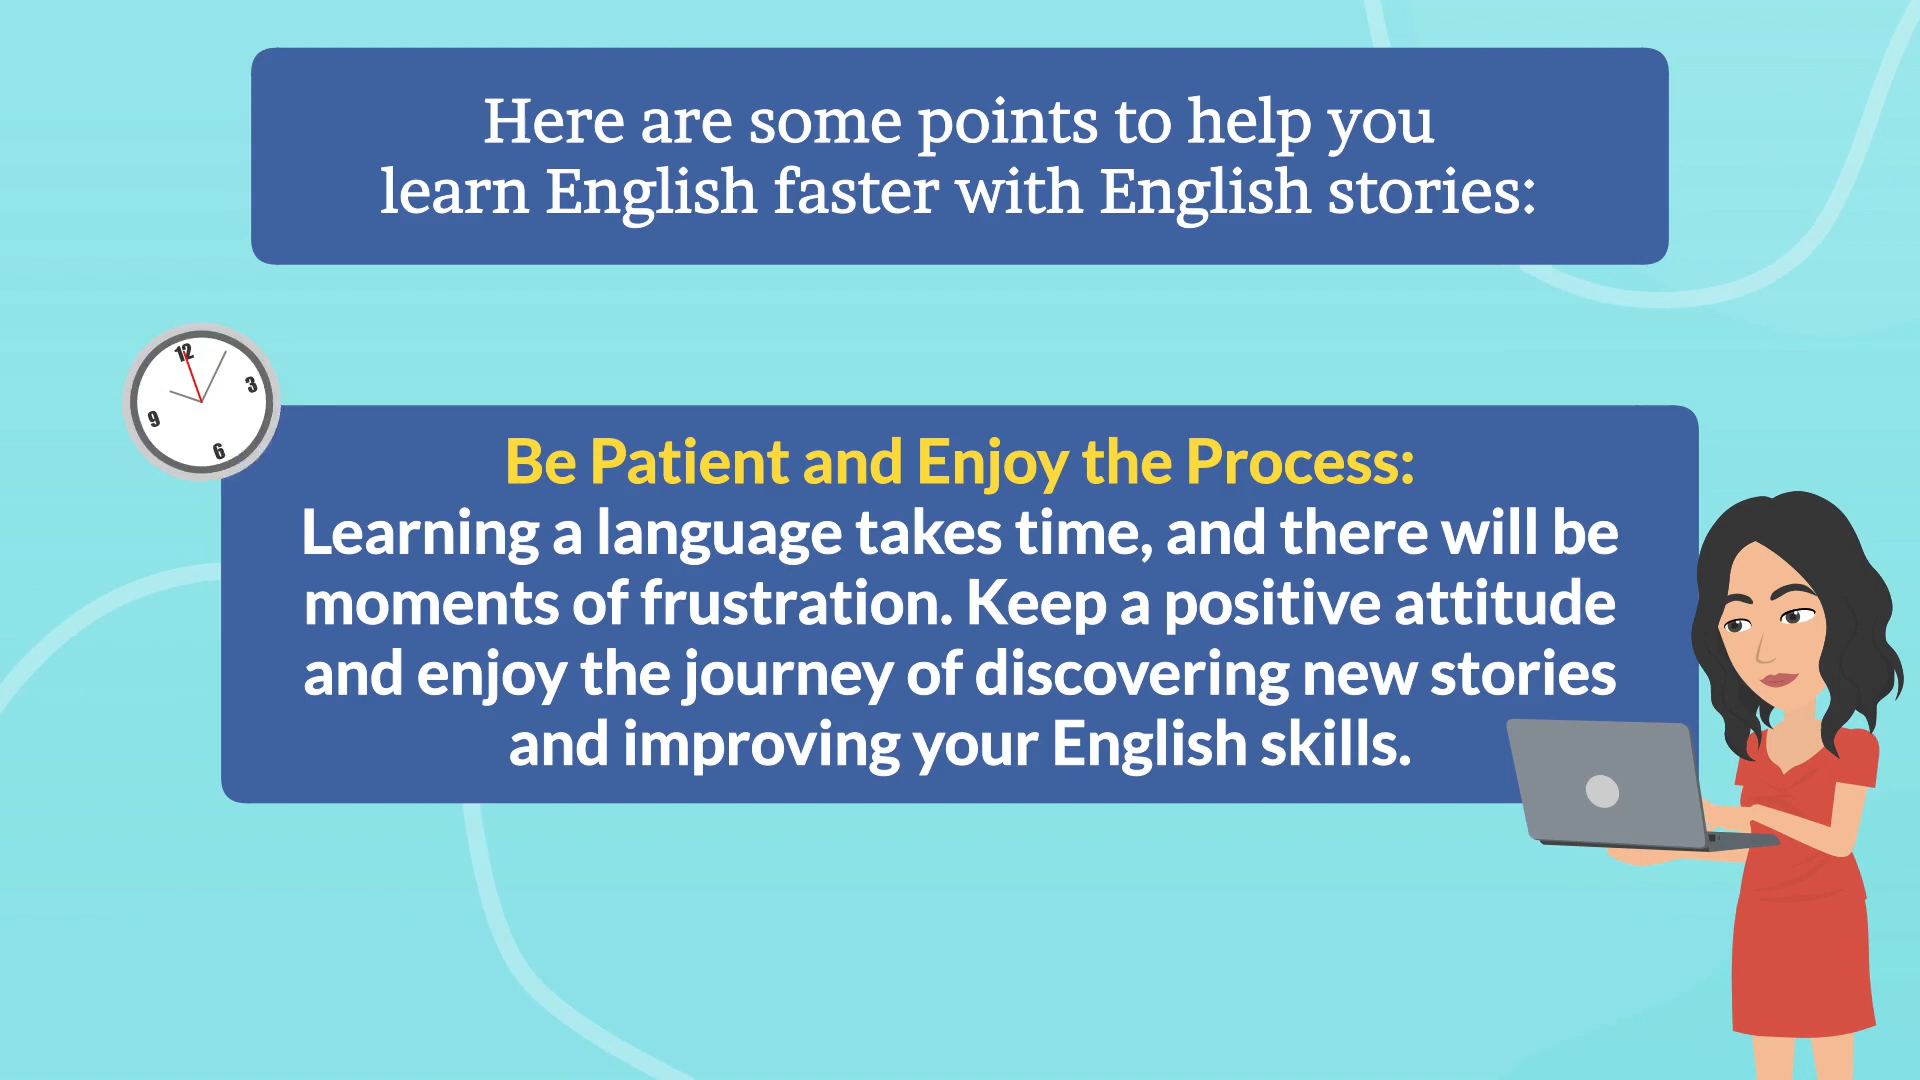 Here are some points to help you
learn English faster with English stories:
12
3
9
6
Be Patient and Enjoy the Process:
Learning a language takes time, and there will be
moments of frustration. Keep a positive attitude
and enjoy the journey of discovering new stories
and improving your English skills.